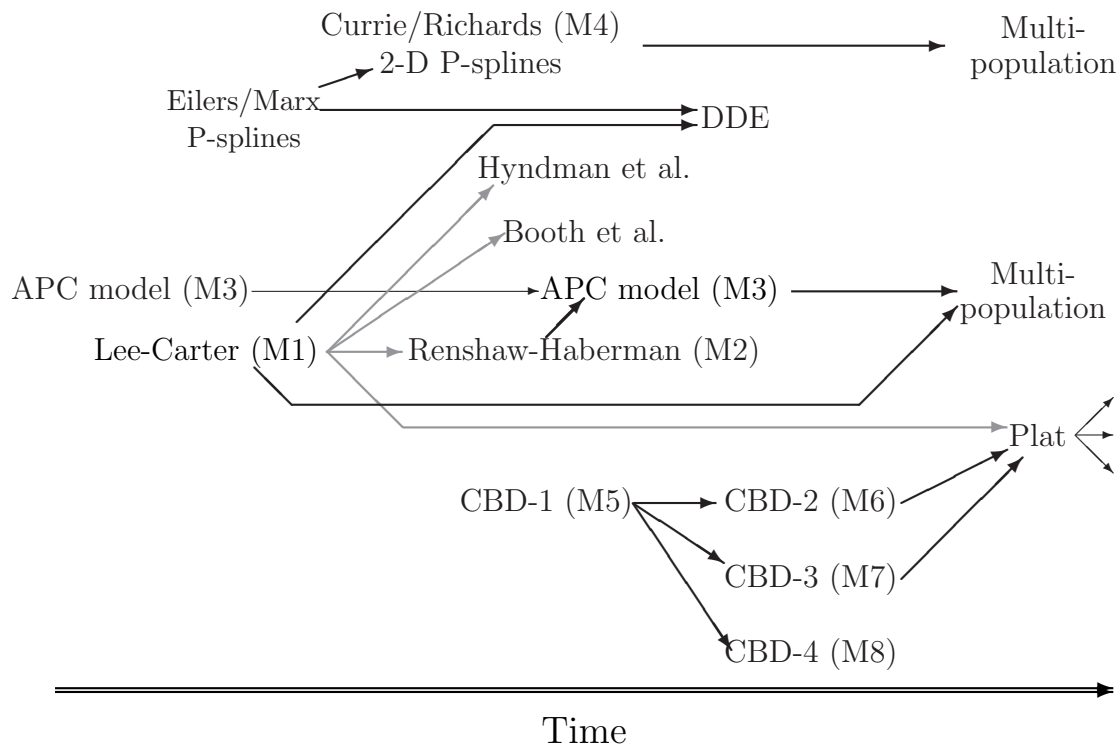 Currie/Richards (M4)
2-D P-splines
Multi-
population
Eilers/Marx
P-splines
DDE
Hyndman et al.
Booth et al.
APC model (M3)
APC model (M3)
Multi-
population
Lee-Carter (M1)
Renshaw-Haberman (M2)
Plat
CBD-1 (M5)
CBD-2 (M6)
CBD-3 (M7)
CBD-4 (M8)
Time